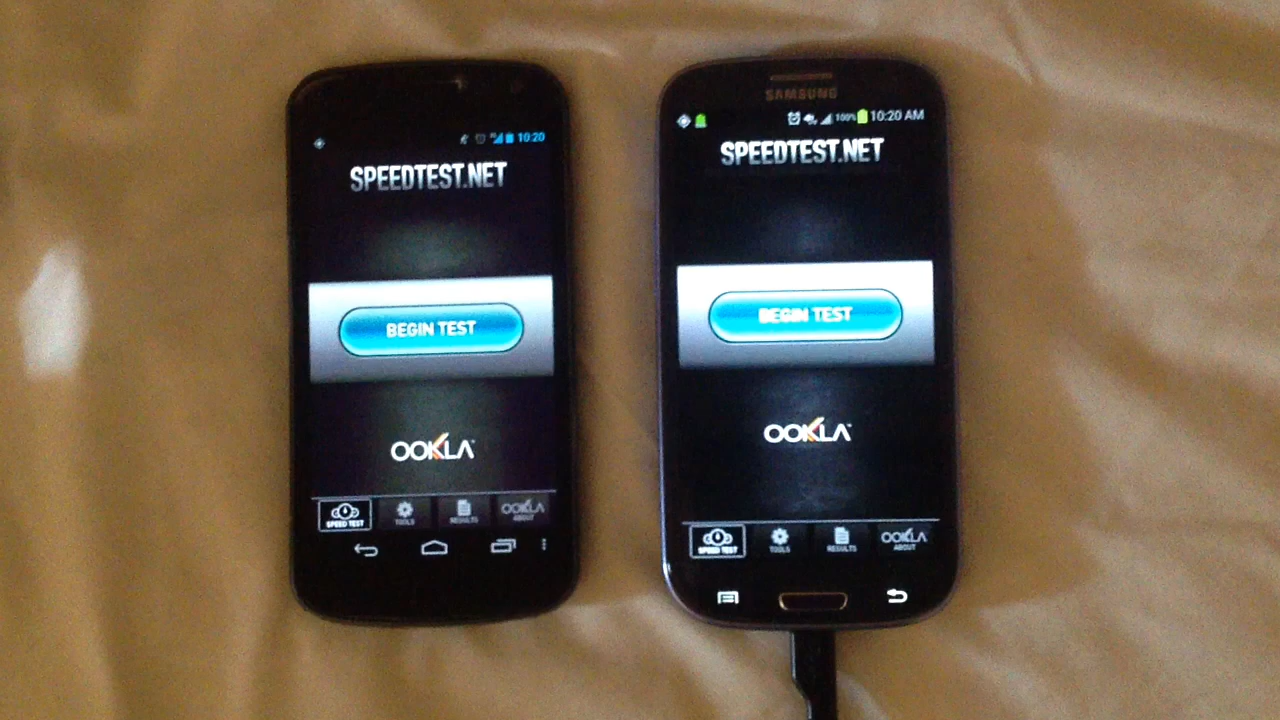 10:20
SPEEDTEST.NET
BEGIN TEST
OOKLA
SPEED TEST
TOOLS
RESULTS
OOKLA
ABOUT
SAMSUNG
100% 10:20 AM
SPEEDTEST.NET
BEGIN TEST
OOKLA™
SPEED TEST
TOOLS
RESULTS
OOKLA
ABOUT